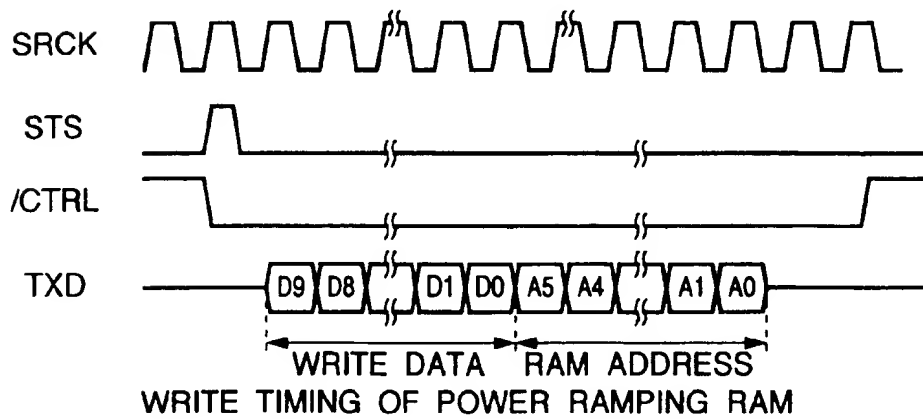 SRCK
STS
/CTRL
TXD
D9 D8 D1 D0 A5 A4 A1 A0
WRITE DATA RAM ADDRESS
WRITE TIMING OF POWER RAMPING RAM